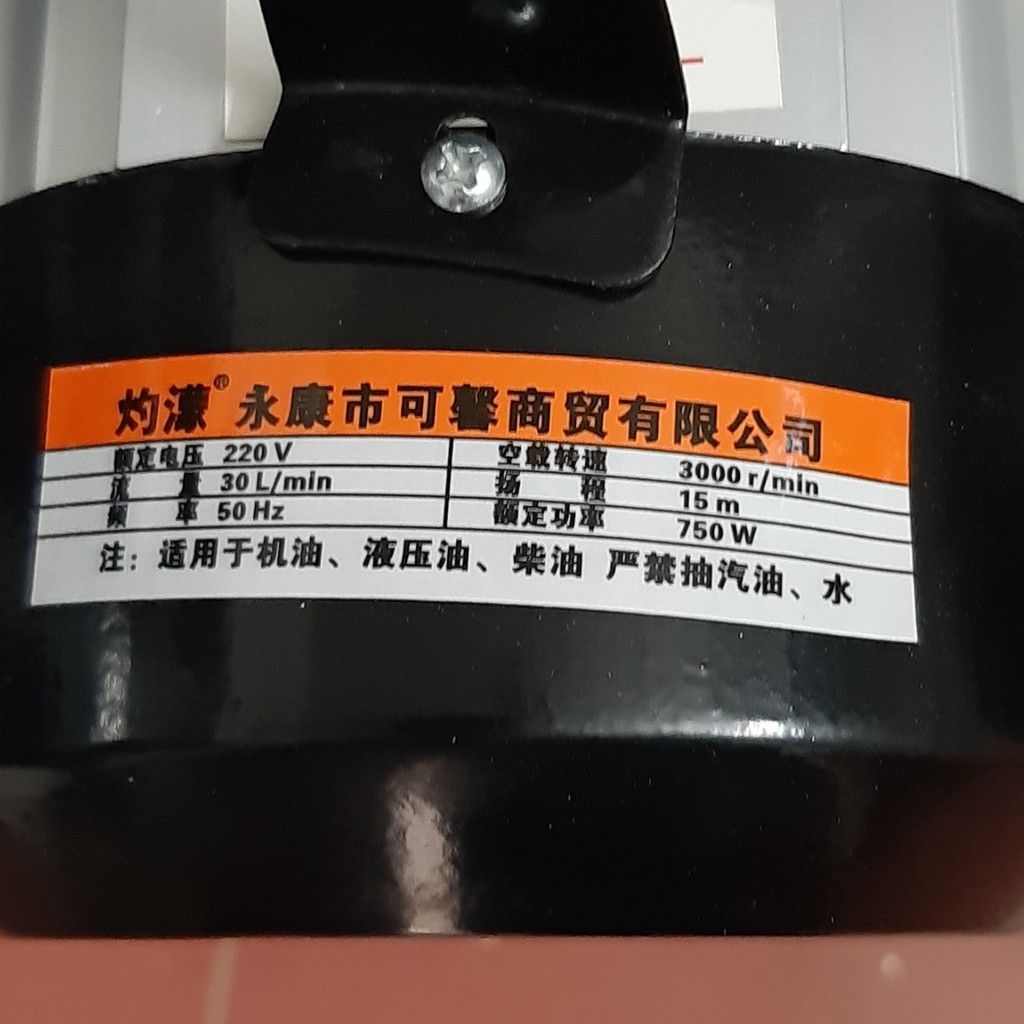 灼濛® 永康市可馨商贸有限公司
额定电压 220 V 空载转速 3000 r/min
流量 30 L/min 扬程 15 m
频率 50 Hz 额定功率 750 W
注：适用于机油、液压油、柴油 严禁抽汽油、水